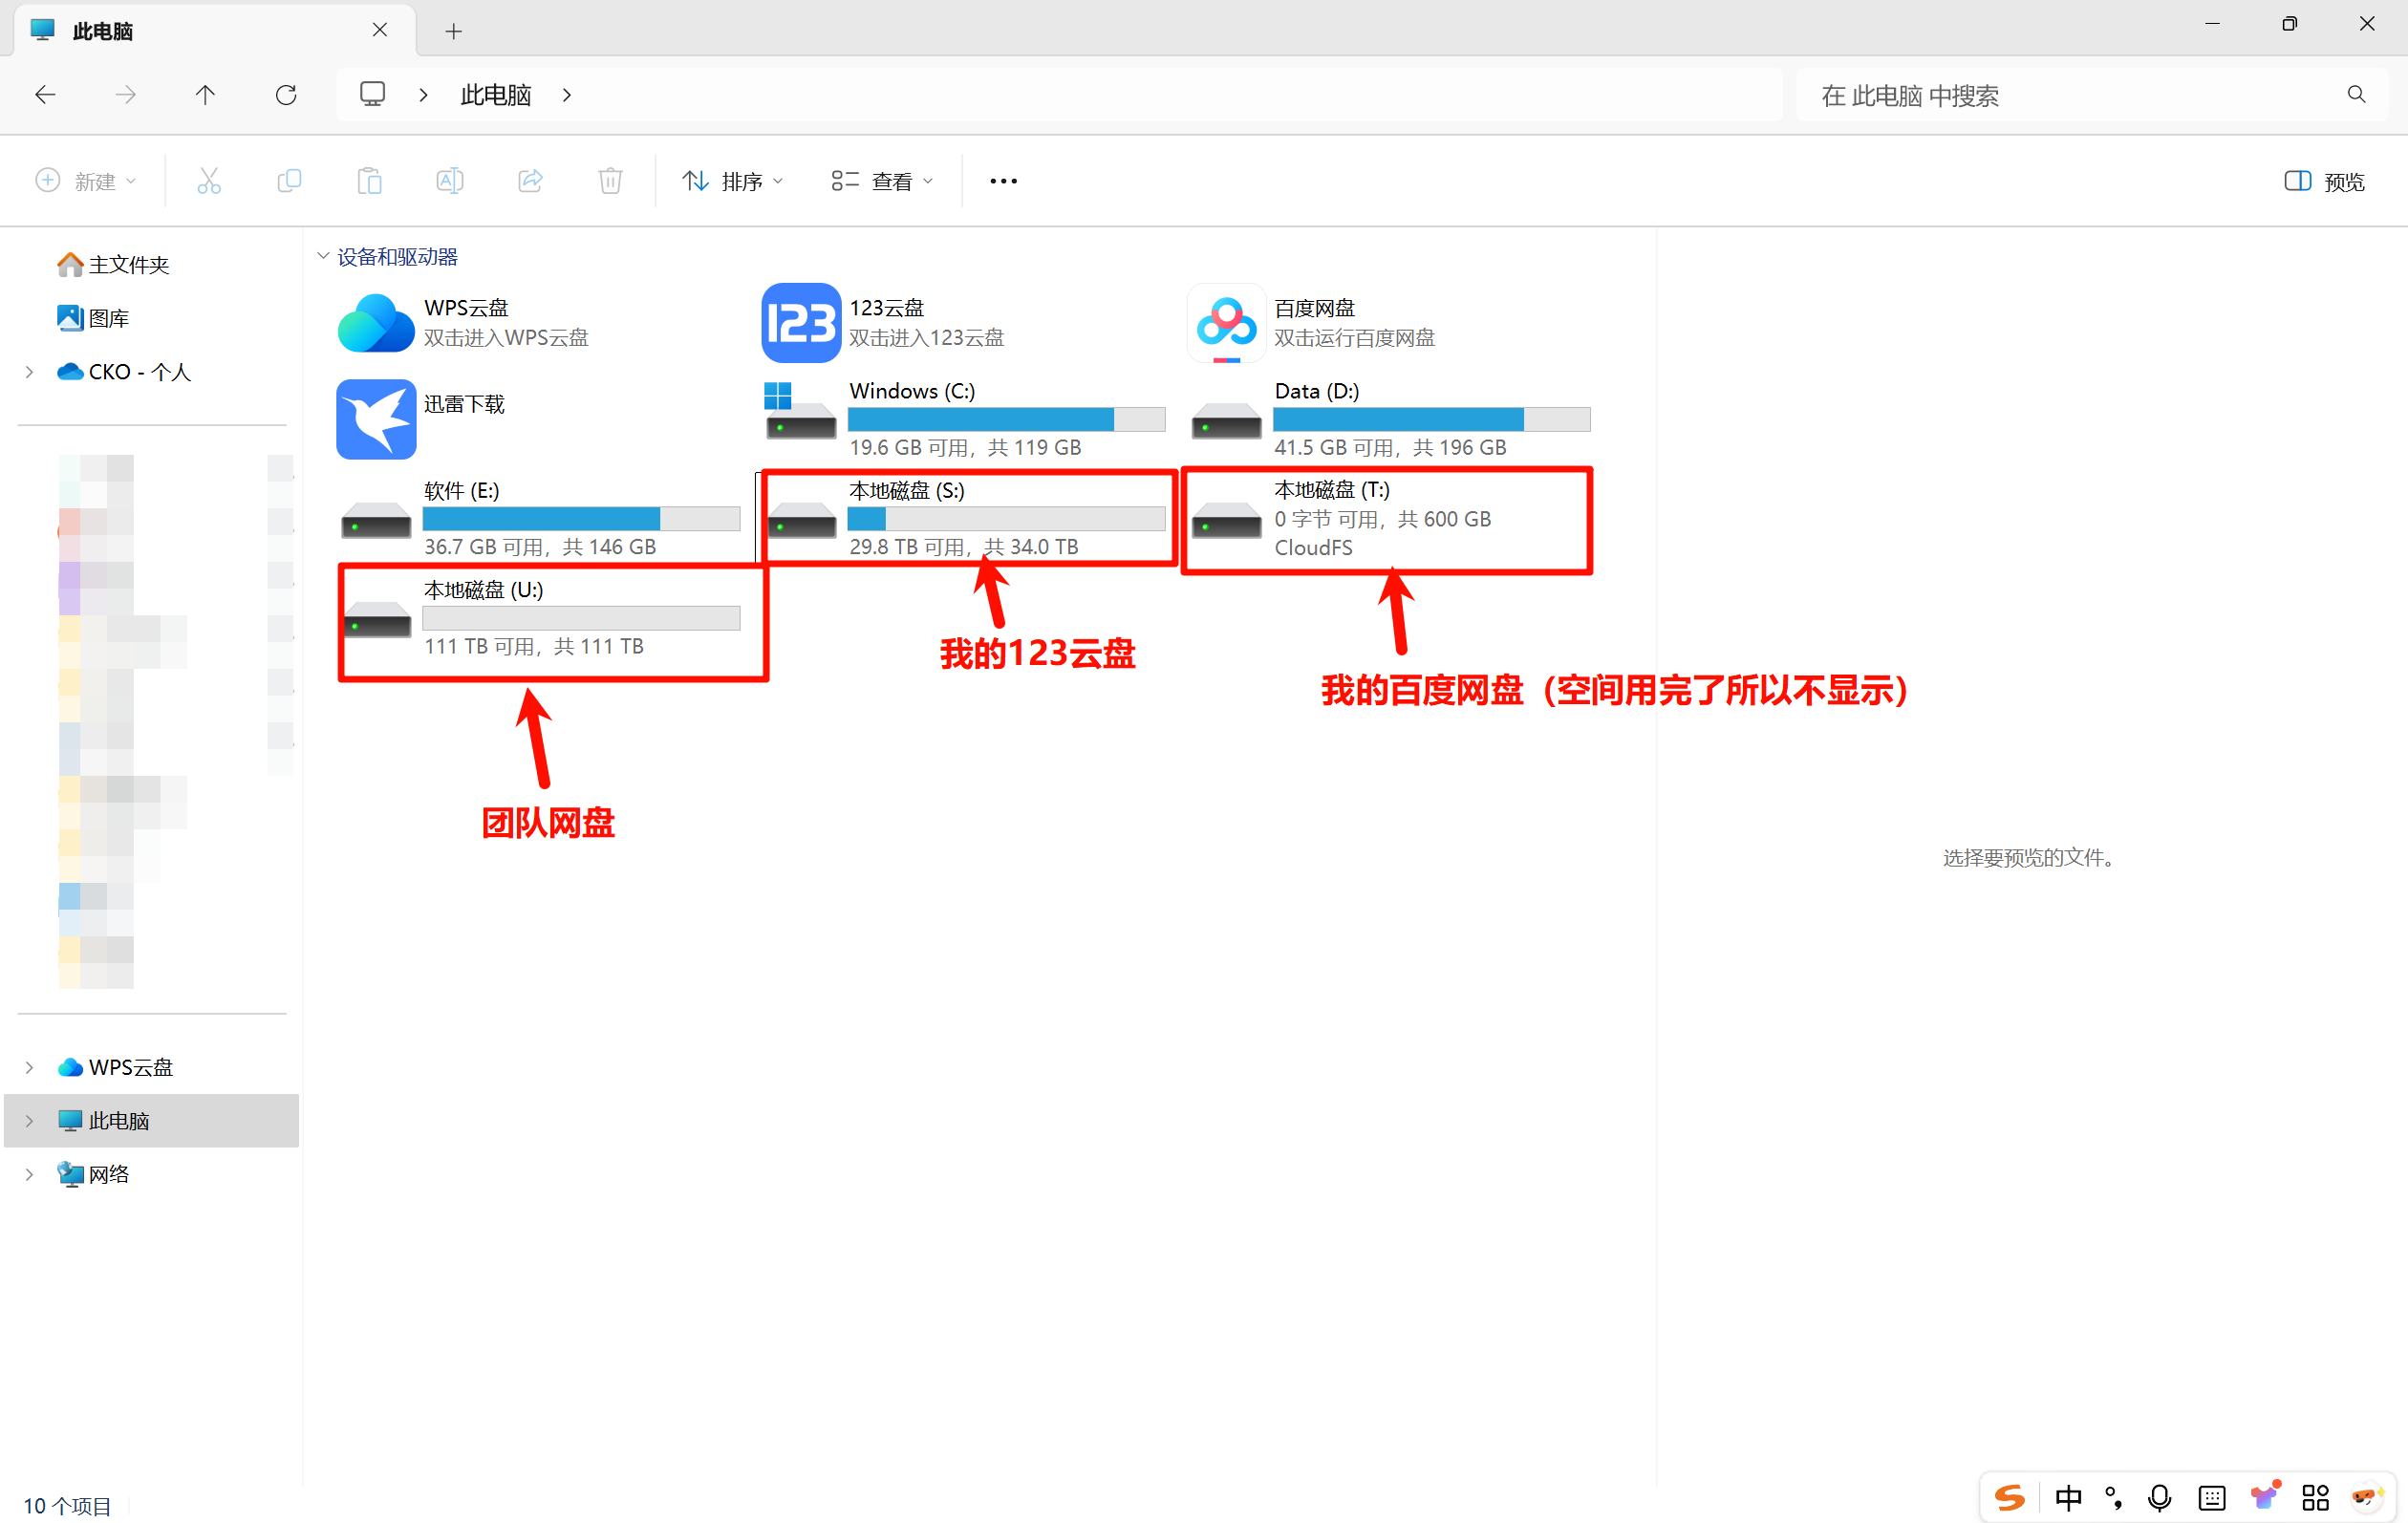 此电脑
此电脑
在 此电脑 中搜索
新建
排序
查看
预览
主文件夹
图库
CKO - 个人
WPS云盘
此电脑
网络
设备和驱动器
WPS云盘
双击进入WPS云盘
123
123云盘
双击进入123云盘
百度网盘
双击运行百度网盘
迅雷下载
Windows (C:)
19.6 GB 可用，共 119 GB
Data (D:)
41.5 GB 可用，共 196 GB
软件 (E:)
36.7 GB 可用，共 146 GB
本地磁盘 (S:)
29.8 TB 可用，共 34.0 TB
本地磁盘 (T:)
0 字节 可用，共 600 GB
CloudFS
本地磁盘 (U:)
111 TB 可用，共 111 TB
我的123云盘
我的百度网盘（空间用完了所以不显示）
团队网盘
选择要预览的文件。
10 个项目
中